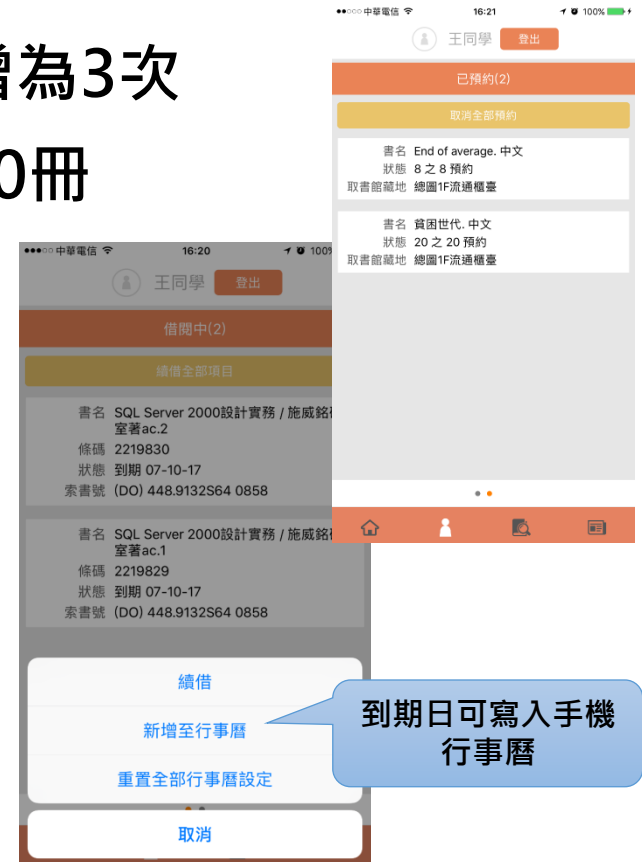 增為3次
0冊
中華電信
16:21
100%
王同學
登出
已預約(2)
取消全部預約
書名 End of average. 中文
狀態 8 之 8 預約
取書館藏地 總圖1F流通櫃臺
書名 貧困世代. 中文
狀態 20 之 20 預約
取書館藏地 總圖1F流通櫃臺
中華電信
16:20
100%
王同學
登出
借閱中(2)
續借全部項目
書名 SQL Server 2000設計實務 / 施威銘
室著ac.2
條碼 2219830
狀態 到期 07-10-17
索書號 (DO) 448.9132S64 0858
書名 SQL Server 2000設計實務 / 施威銘
室著ac.1
條碼 2219829
狀態 到期 07-10-17
索書號 (DO) 448.9132S64 0858
續借
新增至行事曆
重置全部行事曆設定
取消
到期日可寫入手機
行事曆